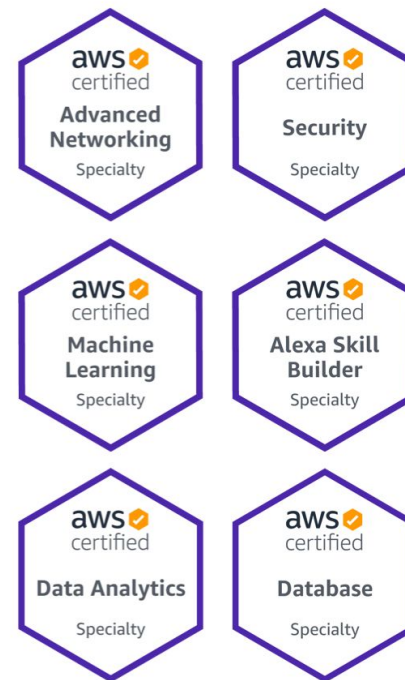 aws
certified
Advanced
Networking
Specialty
aws
certified
Security
Specialty
aws
certified
Machine
Learning
Specialty
aws
certified
Alexa Skill
Builder
Specialty
aws
certified
Data Analytics
Specialty
aws
certified
Database
Specialty